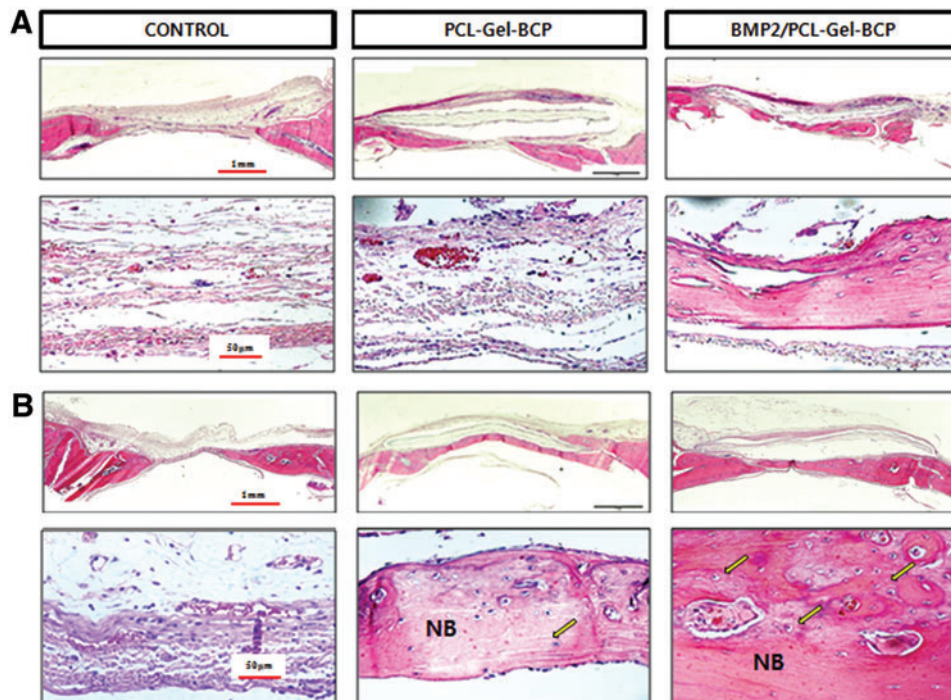 A
CONTROL
PCL-Gel-BCP
BMP2/PCL-Gel-BCP
1mm
50µm
B
1mm
50µm
NB
NB